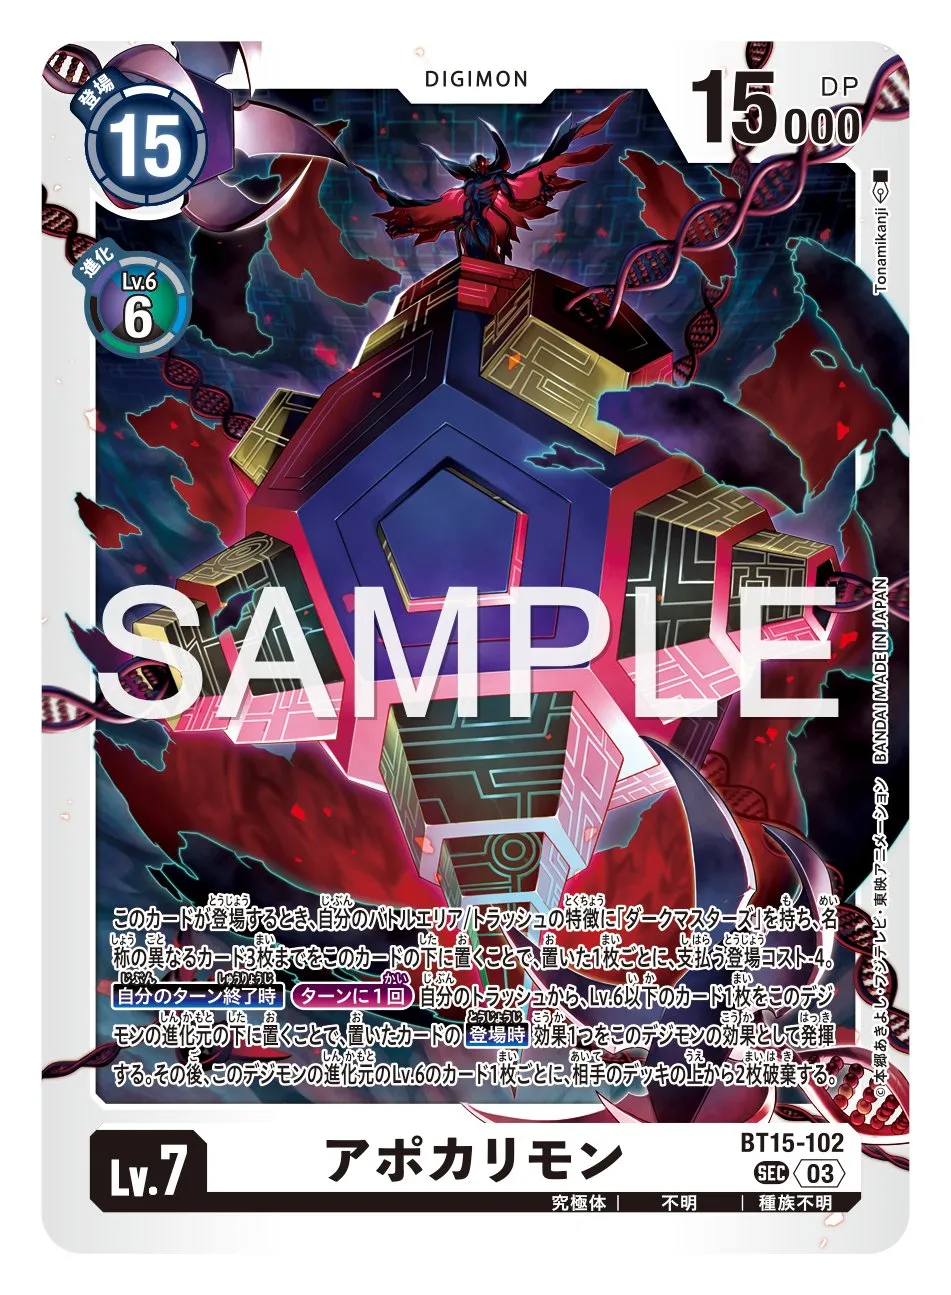 DIGIMON
登場
15
15000
DP
進化
Lv.6
6
Tonamikanji
SAMPLE
BANDAI MADE IN JAPAN
©本郷あきよし・フジテレビ・東映アニメーション
このカードが登場するとき、自分のバトルエリア/トラッシュの特徴に「ダークマスターズ」を持ち、名
称の異なるカード3枚までをこのカードの下に置くことで、置いた1枚ごとに、支払う登場コスト-4。
自分のターン終了時 ターンに1回 自分のトラッシュから、Lv.6以下のカード1枚をこのデジ
モンの進化元の下に置くことで、置いたカードの 登場時 効果1つをこのデジモンの効果として発揮
する。その後、このデジモンの進化元のLv.6のカード1枚ごとに、相手のデッキの上から2枚破棄する。
Lv.7
アポカリモン
BT15-102
SEC 03
究極体 | 不明 | 種族不明